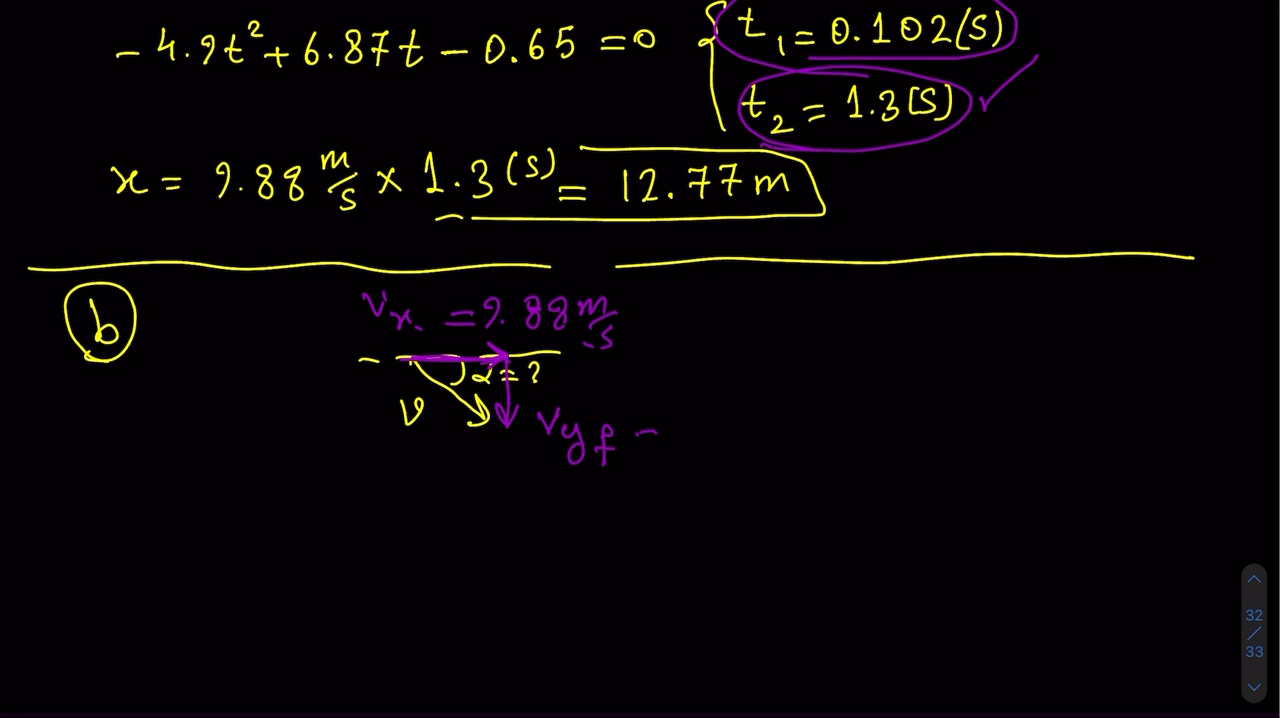 -4.9t²+6.87t-0.65=0 { t₁=0.102(s)
t₂=1.3(s) ✓
x= 9.88 m/s × 1.3(s)= 12.77m
b
Vx=9.88 m/s
α=?
V
Vyf -
32
/
33